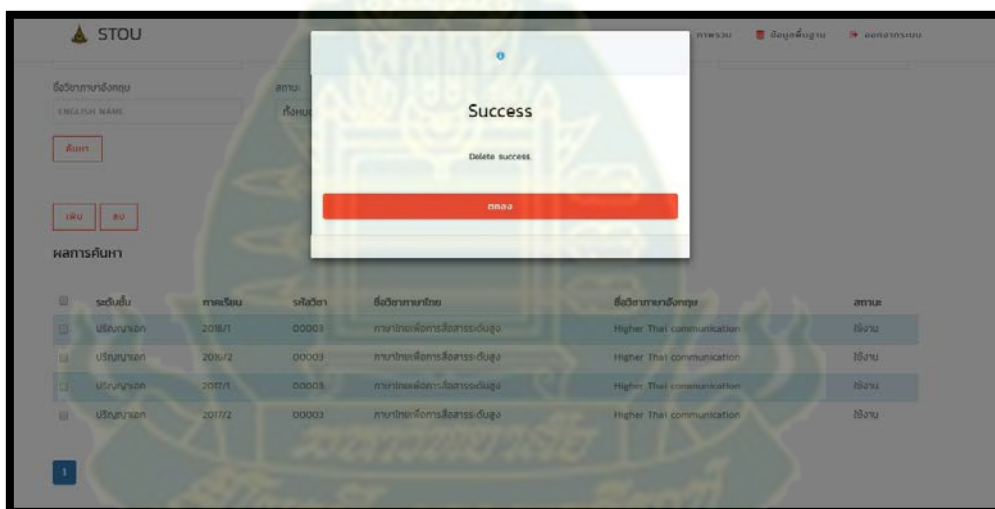 STOU
ภาพรวม ข้อมูลพื้นฐาน ออกจากระบบ
ชื่อวิชาภาษาอังกฤษ สถานะ
ENGLISH NAME ทั้งหมด
ค้นหา
Success
Delete success.
ตกลง
เพิ่ม ลบ
ผลการค้นหา
ระดับชั้น ภาคเรียน รหัสวิชา ชื่อวิชาภาษาไทย ชื่อวิชาภาษาอังกฤษ สถานะ
ปริญญาเอก 2016/1 00003 ภาษาไทยเพื่อการสื่อสารระดับสูง Higher Thai communication ใช้งาน
ปริญญาเอก 2016/2 00003 ภาษาไทยเพื่อการสื่อสารระดับสูง Higher Thai communication ใช้งาน
ปริญญาเอก 2017/1 00003 ภาษาไทยเพื่อการสื่อสารระดับสูง Higher Thai communication ใช้งาน
ปริญญาเอก 2017/2 00003 ภาษาไทยเพื่อการสื่อสารระดับสูง Higher Thai communication ใช้งาน
1